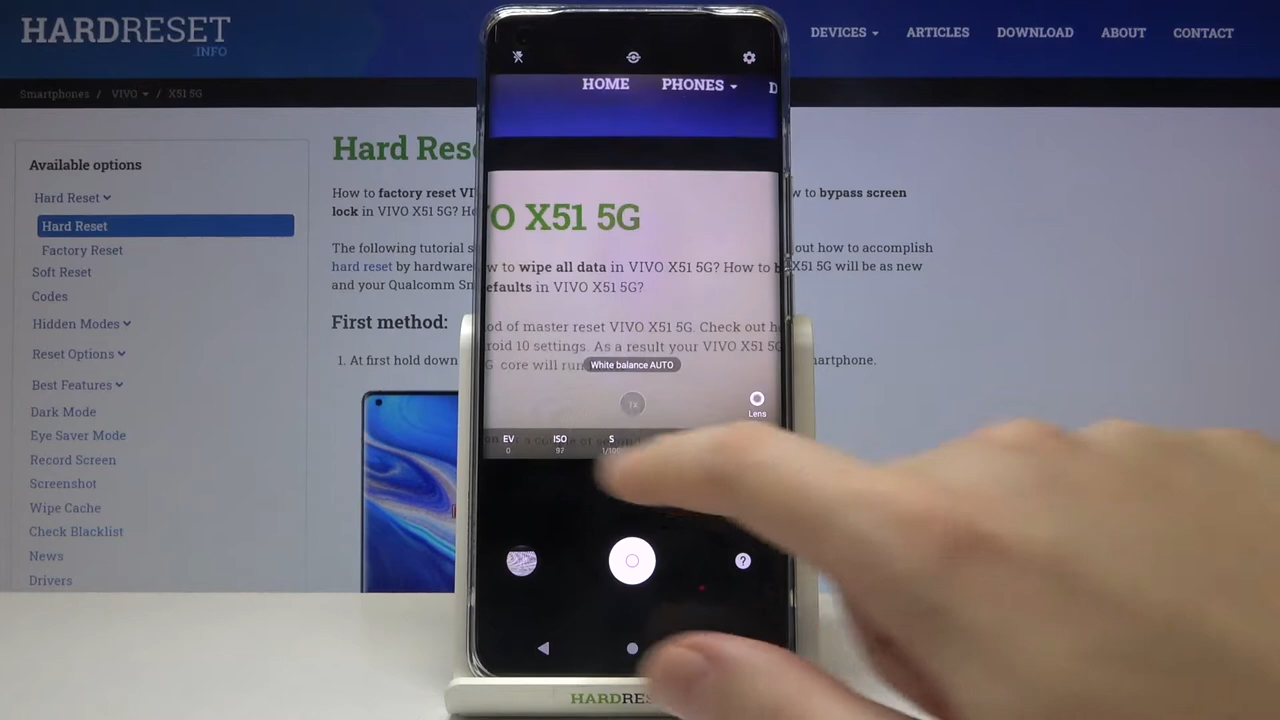 HARDRESET
.INFO
DEVICES
ARTICLES
DOWNLOAD
ABOUT
CONTACT
Smartphones / VIVO / X51 5G
Available options
Hard Reset
Hard Reset
Factory Reset
Soft Reset
Codes
Hidden Modes
Reset Options
Best Features
Dark Mode
Eye Saver Mode
Record Screen
Screenshot
Wipe Cache
Check Blacklist
News
Drivers
Hard Rese
How to factory reset VI
lock in VIVO X51 5G? H
The following tutorial s
hard reset by hardware
and your Qualcomm Sn
First method:
1. At first hold down
w to bypass screen
out how to accomplish
X51 5G will be as new
martphone.
HOME
PHONES
D
O X51 5G
w to wipe all data in VIVO X51 5G? How to b
efaults in VIVO X51 5G?
od of master reset VIVO X51 5G. Check out h
roid 10 settings. As a result your VIVO X51 5G
G core will run
White balance AUTO
1x
Lens
EV
ISO
S
0
97
1/10
?
HARDRES